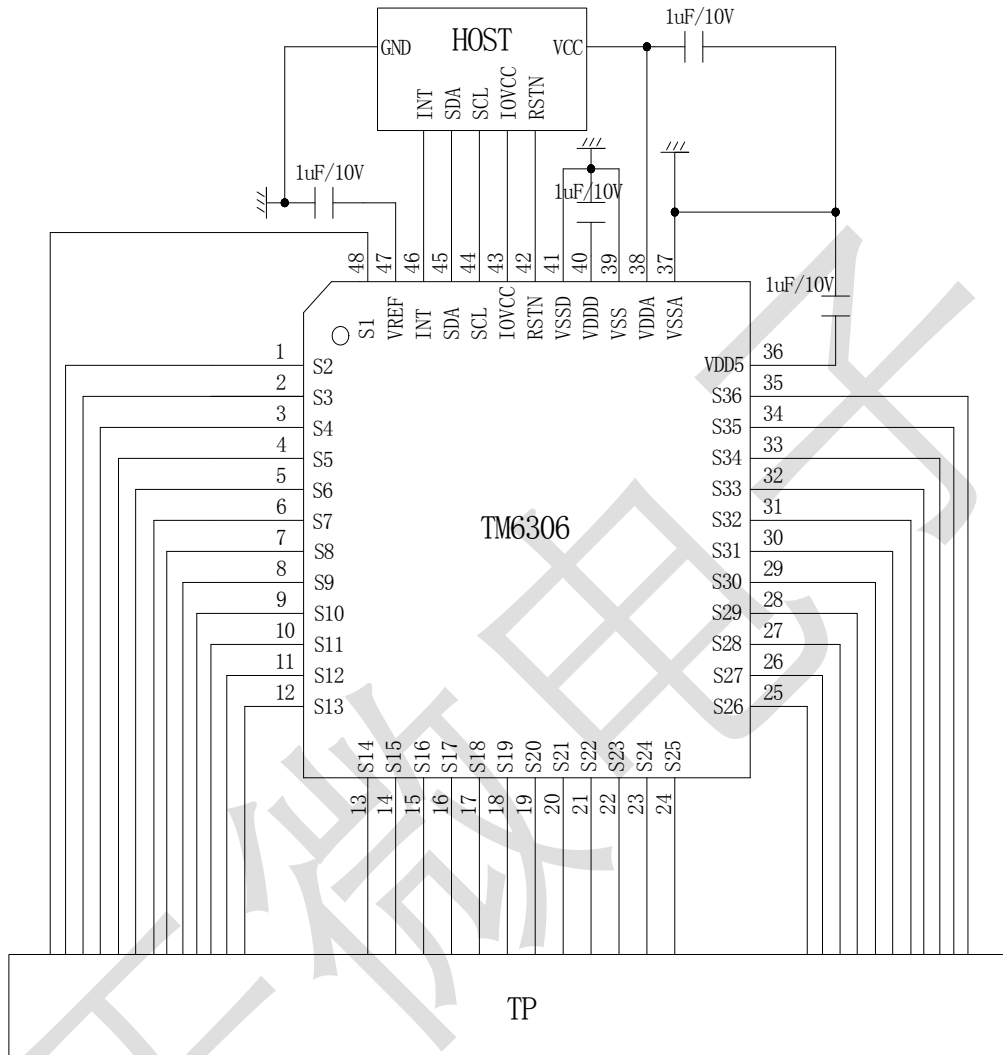 1uF/10V
GND
HOST
VCC
INT
SDA
SCL
IOVCC
RSTN
1uF/10V
1uF/10V
48
47
46
45
44
43
42
41
40
39
38
37
1uF/10V
S1
VREF
INT
SDA
SCL
IOVCC
RSTN
VSSD
VDDD
VSS
VDDA
VSSA
1
S2
VDD5
36
2
S3
S36
35
3
S4
S35
34
4
S5
S34
33
5
S6
S33
32
6
S7
S32
31
7
S8
S31
30
8
S9
S30
29
9
S10
S29
28
10
S11
S28
27
11
S12
S27
26
12
S13
S26
25
TM6306
S14
S15
S16
S17
S18
S19
S20
S21
S22
S23
S24
S25
13
14
15
16
17
18
19
20
21
22
23
24
TP
微电子